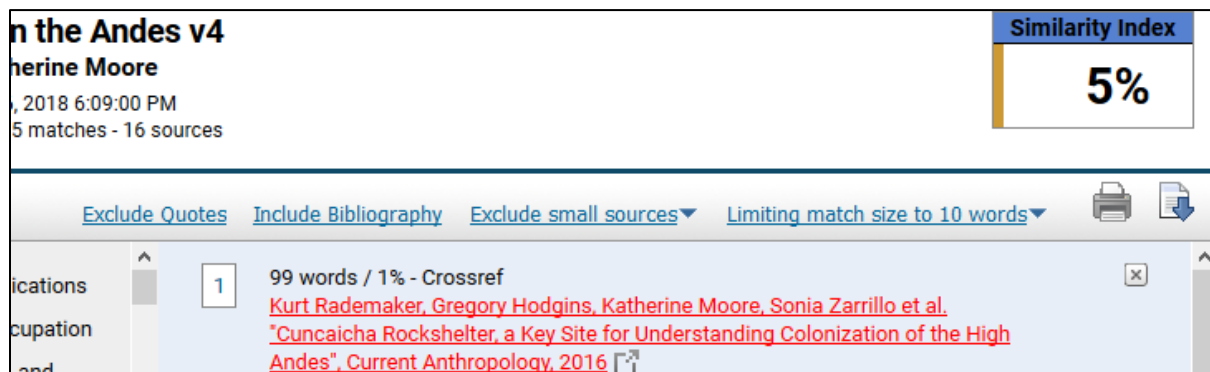 n the Andes v4
Similarity Index
herine Moore
5%
, 2018 6:09:00 PM
5 matches - 16 sources
Exclude Quotes Include Bibliography Exclude small sources Limiting match size to 10 words
ications
1
99 words / 1% - Crossref
Kurt Rademaker, Gregory Hodgins, Katherine Moore, Sonia Zarrillo et al.
cupation
"Cuncaicha Rockshelter, a Key Site for Understanding Colonization of the High
and
Andes", Current Anthropology, 2016